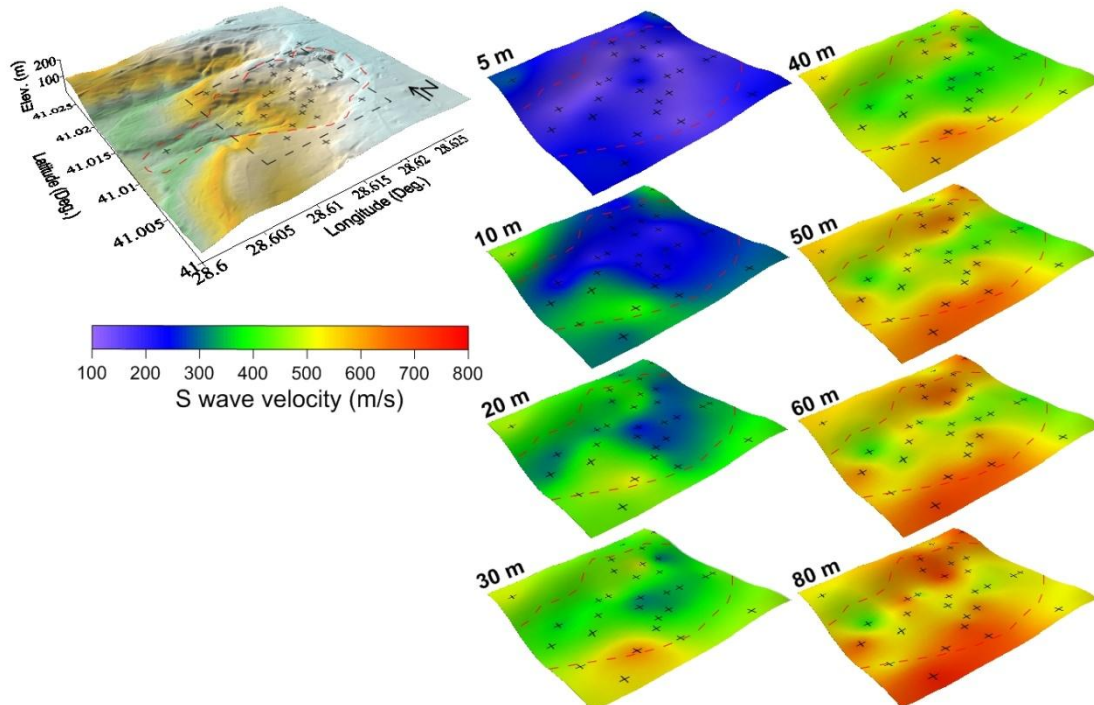 Elev. (m)
200
100
41.025
41.02
41.015
41.01
41.005
41
Latitude (Deg.)
28.6
28.605
28.61
28.615
28.62
28.625
Longitude (Deg.)
N
100 200 300 400 500 600 700 800
S wave velocity (m/s)
5 m
10 m
20 m
30 m
40 m
50 m
60 m
80 m